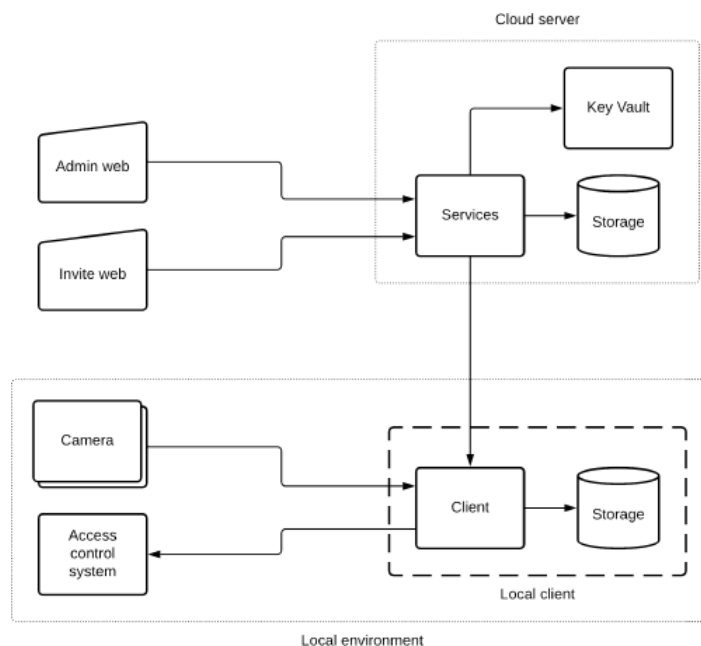 Cloud server
Key Vault
Admin web
Services
Storage
Invite web
Camera
Client
Storage
Access
control
system
Local client
Local environment